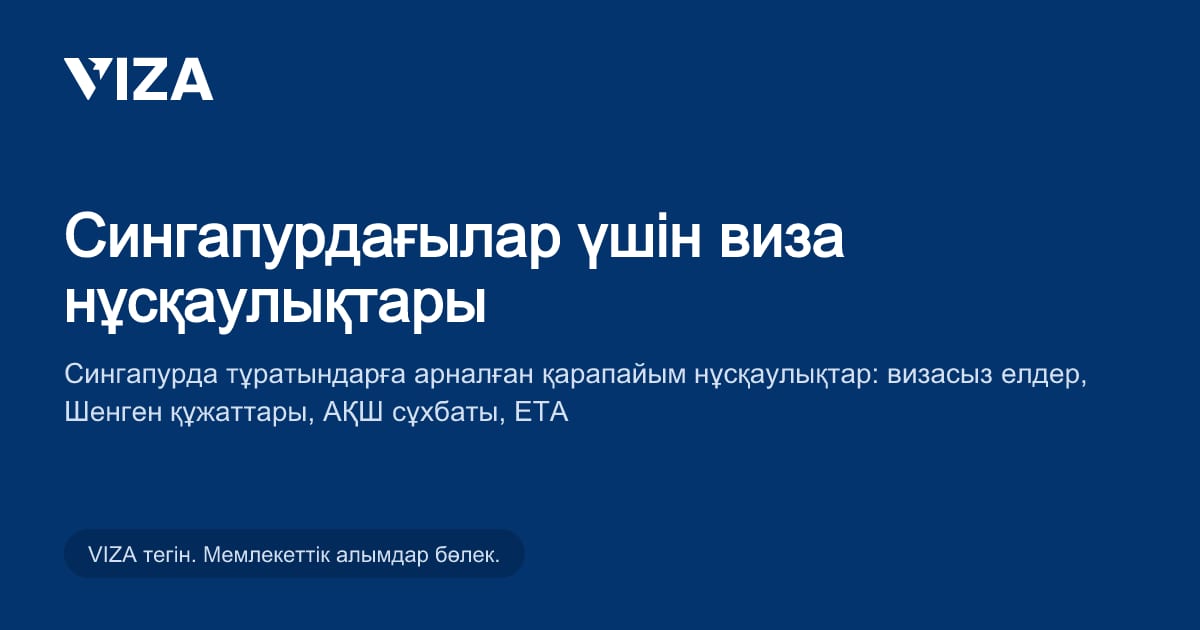 VIZA
Сингапурдағылар үшін виза
нұсқаулықтары
Сингапурда тұратындарға арналған қарапайым нұсқаулықтар: визасыз елдер,
Шенген құжаттары, АҚШ сұхбаты, ETA
VIZA тегін. Мемлекеттік алымдар бөлек.